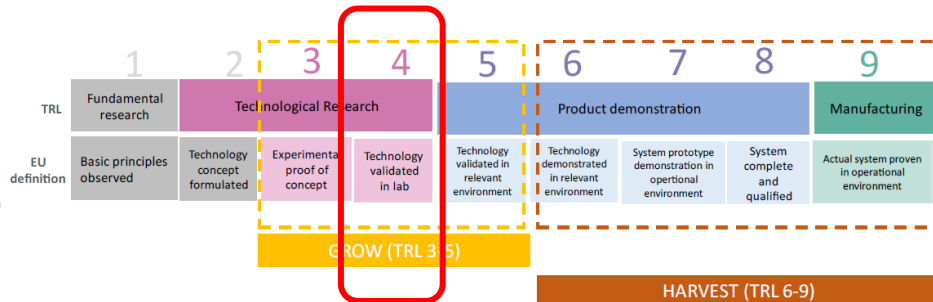 1 2 3 4 5 6 7 8 9
TRL
Fundamental
research
Technological Research
Product demonstration
Manufacturing
EU
definition
Basic principles
observed
Technology
concept
formulated
Experimental
proof of
concept
Technology
validated
in lab
Technology
validated in
relevant
environment
Technology
demonstrated
in relevant
environment
System prototype
demonstration in
opertional
environment
System
complete
and
qualified
Actual system proven
in operational
environment
GROW (TRL 3-5)
HARVEST (TRL 6-9)